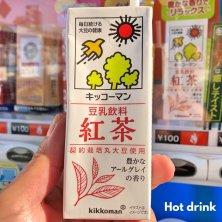 毎日続ける
大豆の健康
キッコーマン
豆乳飲料
紅茶
契約栽培丸大豆使用
豊かな
アールグレイ
の香り
kikkoman
¥100
¥100
Hot drink